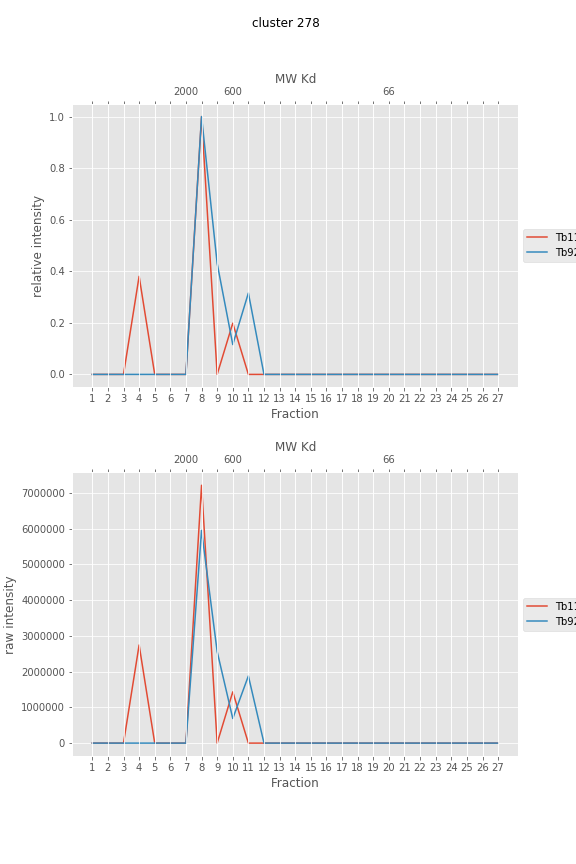 cluster 278
MW Kd
2000 600 66
1.0
0.8
0.6
0.4
0.2
0.0
relative intensity
1 2 3 4 5 6 7 8 9 10 11 12 13 14 15 16 17 18 19 20 21 22 23 24 25 26 27
Fraction
Tb11
Tb92
MW Kd
2000 600 66
7000000
6000000
5000000
4000000
3000000
2000000
1000000
0
raw intensity
1 2 3 4 5 6 7 8 9 10 11 12 13 14 15 16 17 18 19 20 21 22 23 24 25 26 27
Fraction
Tb11
Tb92